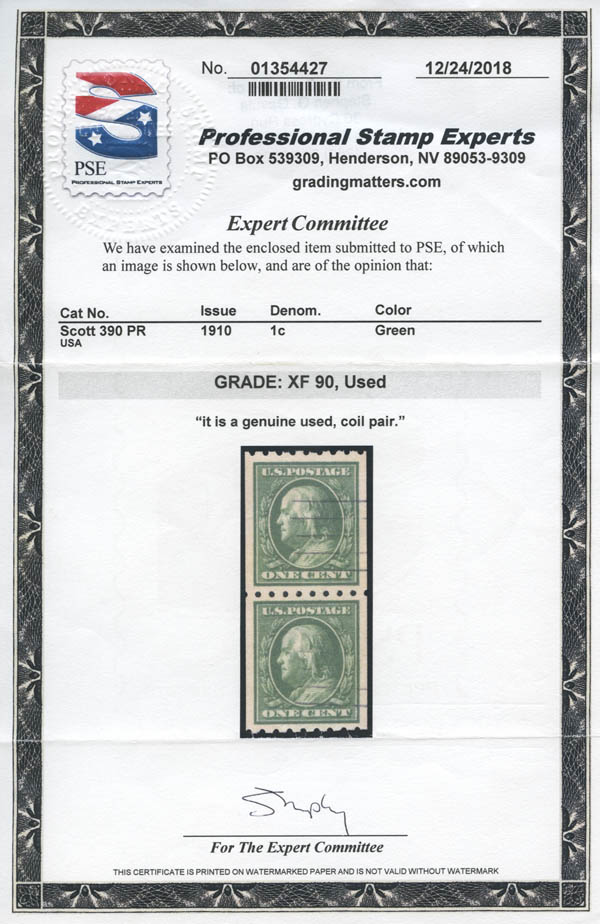 No. 01354427 12/24/2018
PSE
PROFESSIONAL STAMP EXPERTS
Professional Stamp Experts
PO Box 539309, Henderson, NV 89053-9309
gradingmatters.com
Expert Committee
We have examined the enclosed item submitted to PSE, of which
an image is shown below, and are of the opinion that:
Cat No. Issue Denom. Color
Scott 390 PR 1910 1c Green
USA
GRADE: XF 90, Used
“it is a genuine used, coil pair.”
U.S. POSTAGE
ONE CENT
U.S. POSTAGE
ONE CENT
For The Expert Committee
THIS CERTIFICATE IS PRINTED ON WATERMARKED PAPER AND IS NOT VALID WITHOUT WATERMARK